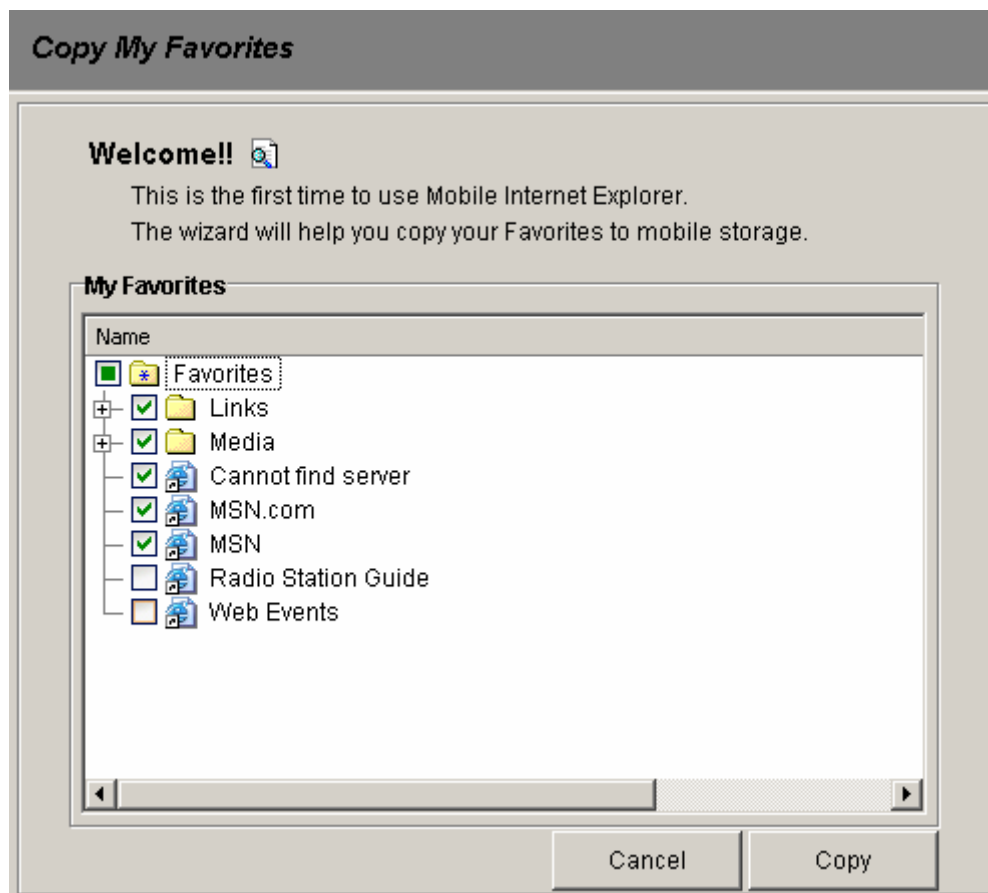 Copy My Favorites
Welcome!!
This is the first time to use Mobile Internet Explorer.
The wizard will help you copy your Favorites to mobile storage.
My Favorites
Name
Favorites
Links
Media
Cannot find server
MSN.com
MSN
Radio Station Guide
Web Events
Cancel
Copy